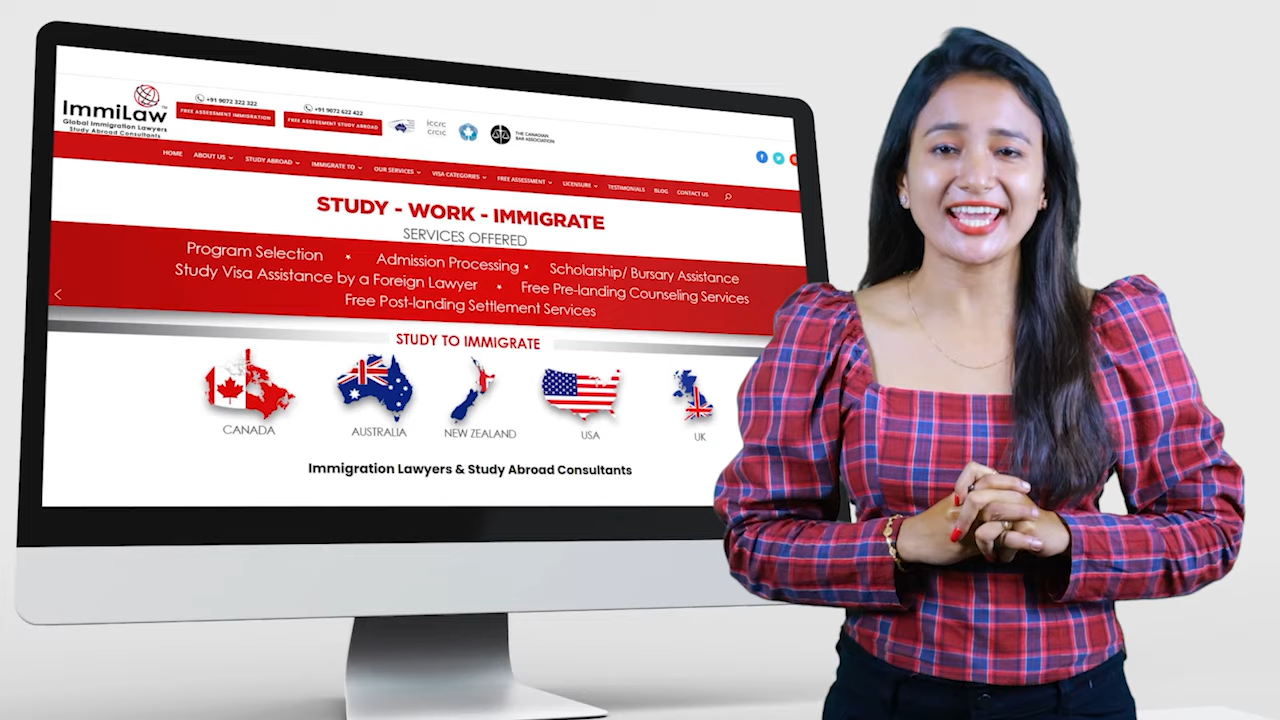 ImmiLaw TM
Global Immigration Lawyers
Study Abroad Consultants
+91 9072 322 322
FREE ASSESSMENT IMMIGRATION
+91 9072 622 422
FREE ASSESSMENT STUDY ABROAD
iccrc
crcic
THE CANADIAN
BAR ASSOCIATION
HOME ABOUT US STUDY ABROAD IMMIGRATE TO OUR SERVICES VISA CATEGORIES FREE ASSESSMENT LICENSURE TESTIMONIALS BLOG CONTACT US
STUDY - WORK - IMMIGRATE
SERVICES OFFERED
Program Selection * Admission Processing * Scholarship/ Bursary Assistance
Study Visa Assistance by a Foreign Lawyer * Free Pre-landing Counseling Services
Free Post-landing Settlement Services
STUDY TO IMMIGRATE
CANADA AUSTRALIA NEW ZEALAND USA UK
Immigration Lawyers & Study Abroad Consultants